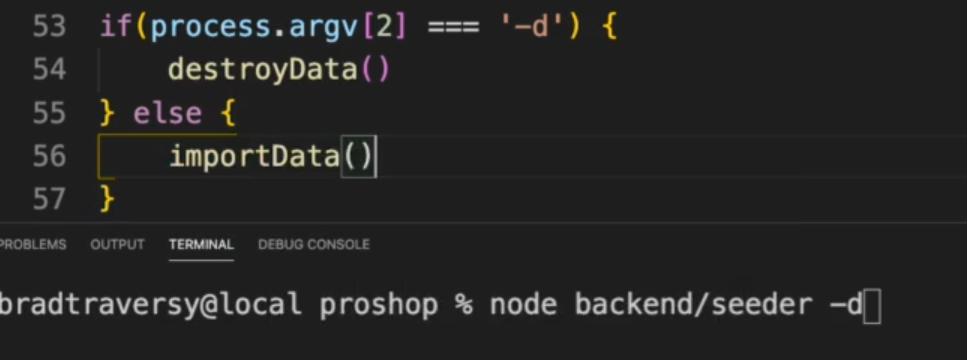 53 if(process.argv[2] === '-d') {
54 destroyData()
55 } else {
56 importData()
57 }
PROBLEMS OUTPUT TERMINAL DEBUG CONSOLE
bradtraversy@local proshop % node backend/seeder -d